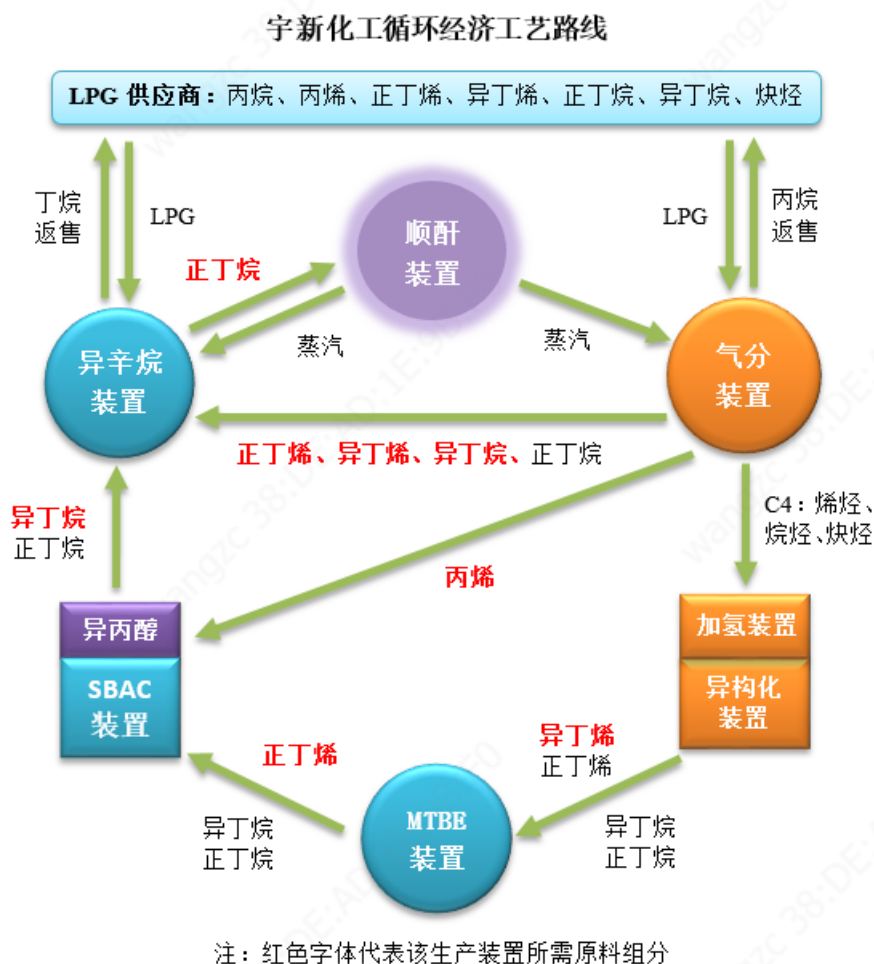 宇新化工循环经济工艺路线
LPG 供应商：丙烷、丙烯、正丁烯、异丁烯、正丁烷、异丁烷、炔烃
丁烷
返售
LPG
顺酐
装置
LPG
丙烷
返售
正丁烷
蒸汽
蒸汽
异辛烷
装置
气分
装置
正丁烯、异丁烯、异丁烷、正丁烷
异丁烷
正丁烷
C4：烯烃、
烷烃、炔烃
丙烯
异丙醇
SBAC
装置
加氢装置
异构化
装置
正丁烯
异丁烯
正丁烯
异丁烷
正丁烷
MTBE
装置
异丁烷
正丁烷
注：红色字体代表该生产装置所需原料组分